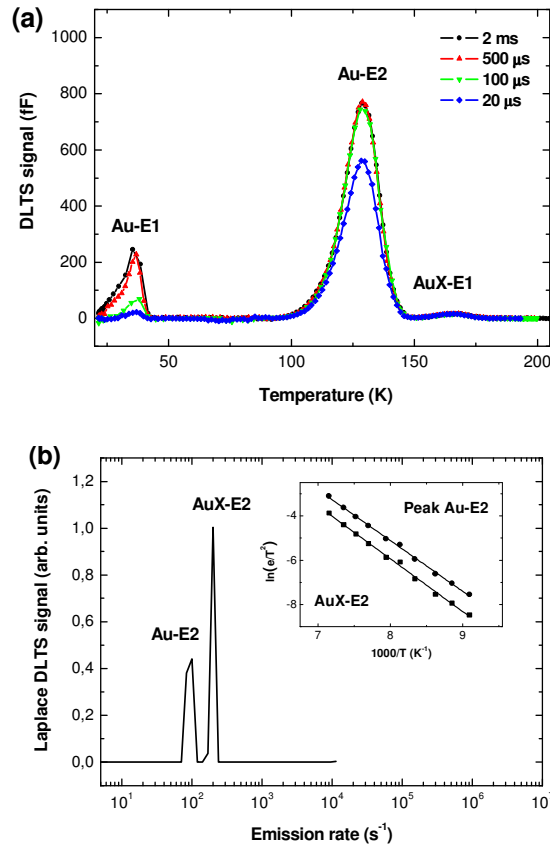 (a)
1000
800
600
400
200
0
DLTS signal (fF)
2 ms
500 μs
100 μs
20 μs
Au-E1
Au-E2
AuX-E1
50
100
150
200
Temperature (K)
(b)
1,2
1,0
0,8
0,6
0,4
0,2
0,0
Laplace DLTS signal (arb. units)
AuX-E2
Au-E2
-4
-6
-8
ln(e/T²)
Peak Au-E2
AuX-E2
7
8
9
1000/T (K⁻¹)
10¹
10²
10³
10⁴
10⁵
10⁶
10⁷
Emission rate (s⁻¹)